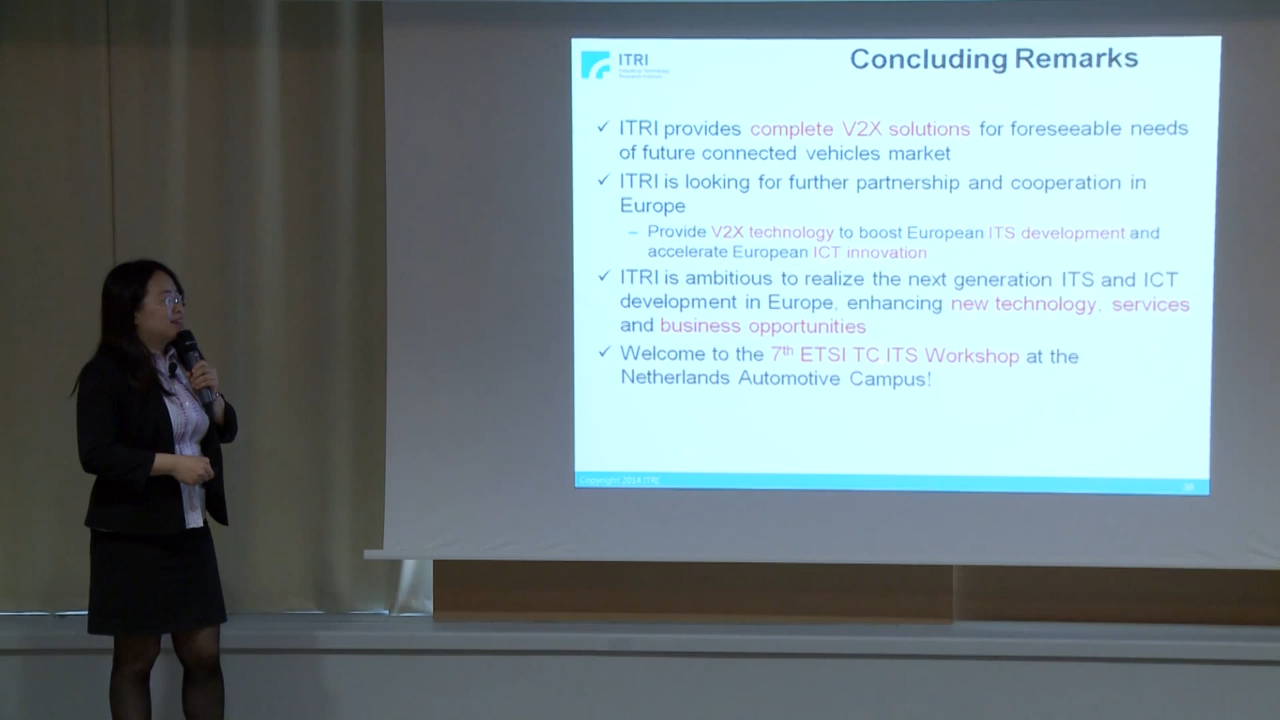 ITRI
Industrial Technology
Research Institute
Concluding Remarks
✓ ITRI provides complete V2X solutions for foreseeable needs
of future connected vehicles market
✓ ITRI is looking for further partnership and cooperation in
Europe
– Provide V2X technology to boost European ITS development and
accelerate European ICT innovation
✓ ITRI is ambitious to realize the next generation ITS and ICT
development in Europe, enhancing new technology, services
and business opportunities
✓ Welcome to the 7th ETSI TC ITS Workshop at the
Netherlands Automotive Campus!
Copyright 2014 ITRI